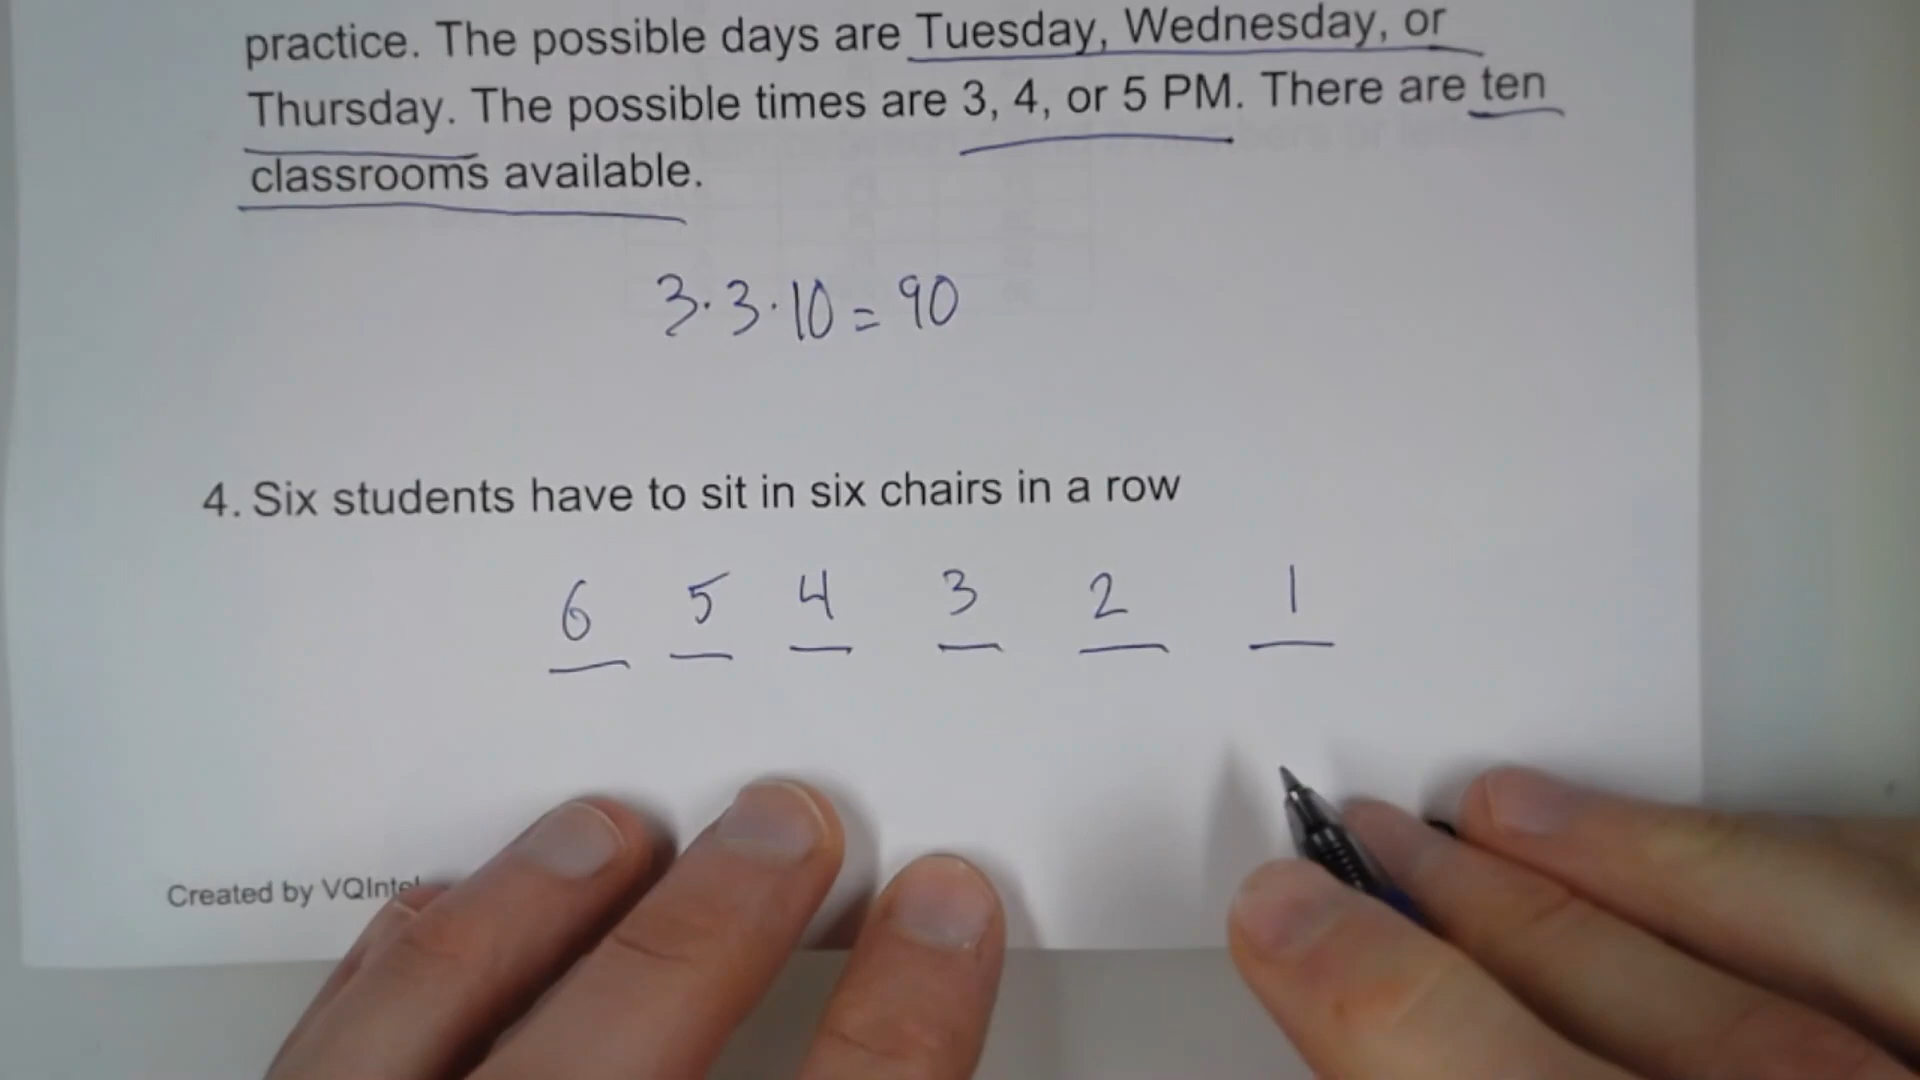 practice. The possible days are Tuesday, Wednesday, or
Thursday. The possible times are 3, 4, or 5 PM. There are ten
classrooms available.
3·3·10=90
4. Six students have to sit in six chairs in a row
6 5 4 3 2 1
Created by